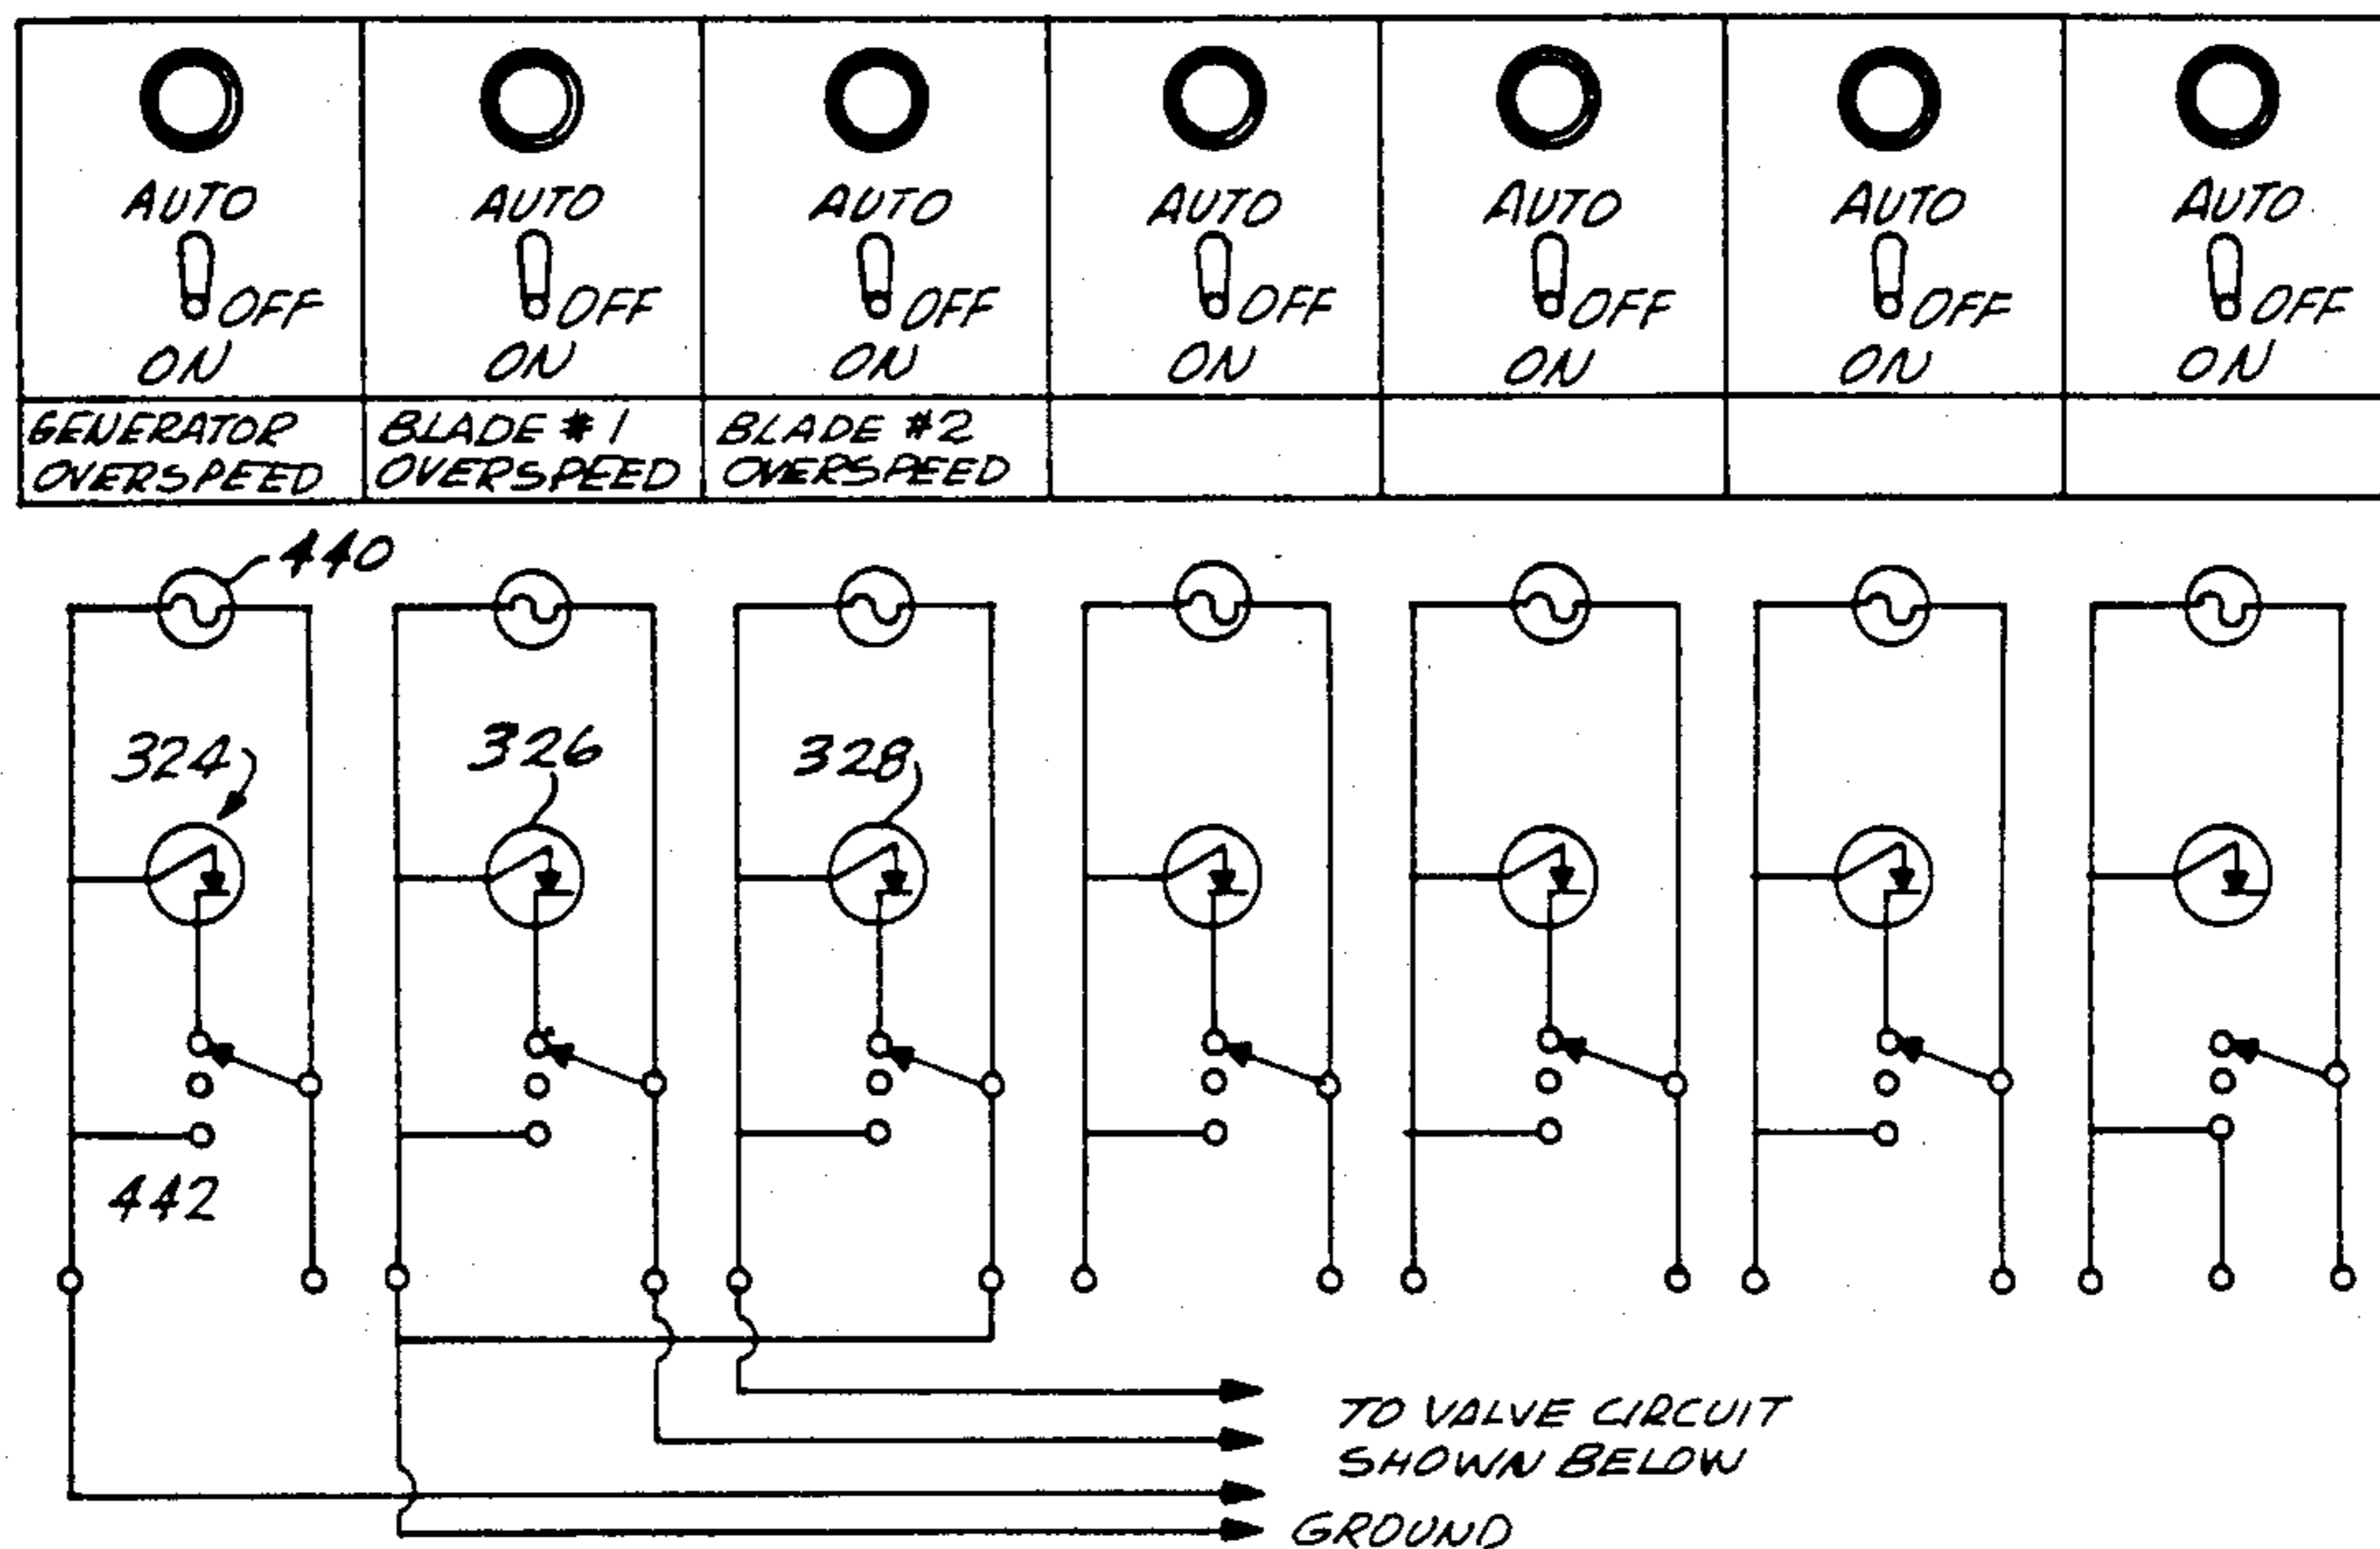 AUTO AUTO AUTO AUTO AUTO AUTO AUTO
OFF OFF OFF OFF OFF OFF OFF
ON ON ON ON ON ON ON
GENERATOR OVERSPEED
BLADE #1 OVERSPEED
BLADE #2 OVERSPEED
440
324 326 328
442
TO VALVE CIRCUIT
SHOWN BELOW
GROUND